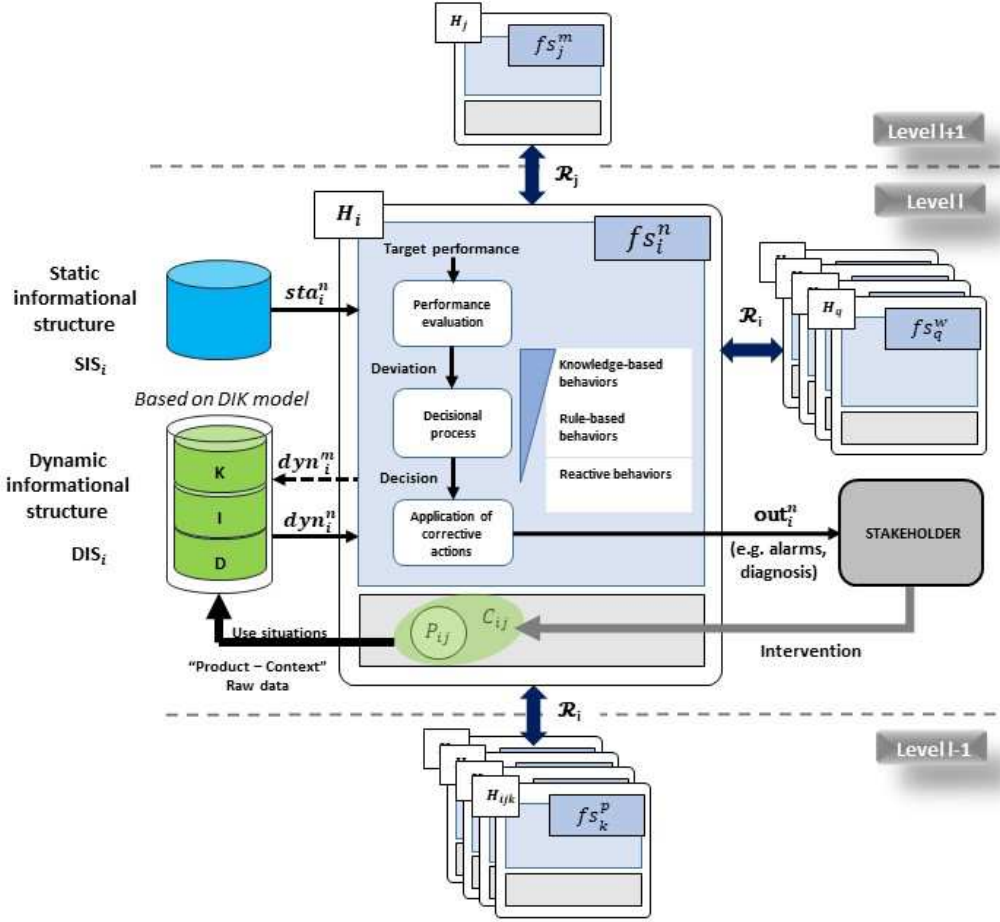 H_j
fs_j^m
Level l+1
ℛ_j
Level l
H_i
fs_i^n
Target performance
Static
informational
structure
SIS_i
sta_i^n
Performance
evaluation
ℛ_i
H_q
fs_q^w
Deviation
Knowledge-based
behaviors
Based on DIK model
Decisional
process
Rule-based
behaviors
Dynamic
informational
structure
DIS_i
K
I
D
dyn_i^m
dyn_i^n
Decision
Reactive behaviors
Application of
corrective
actions
out_i^n
(e.g. alarms,
diagnosis)
STAKEHOLDER
P_ij
C_ij
Use situations
Intervention
“Product – Context”
Raw data
ℛ_i
Level l-1
H_ijk
fs_k^p